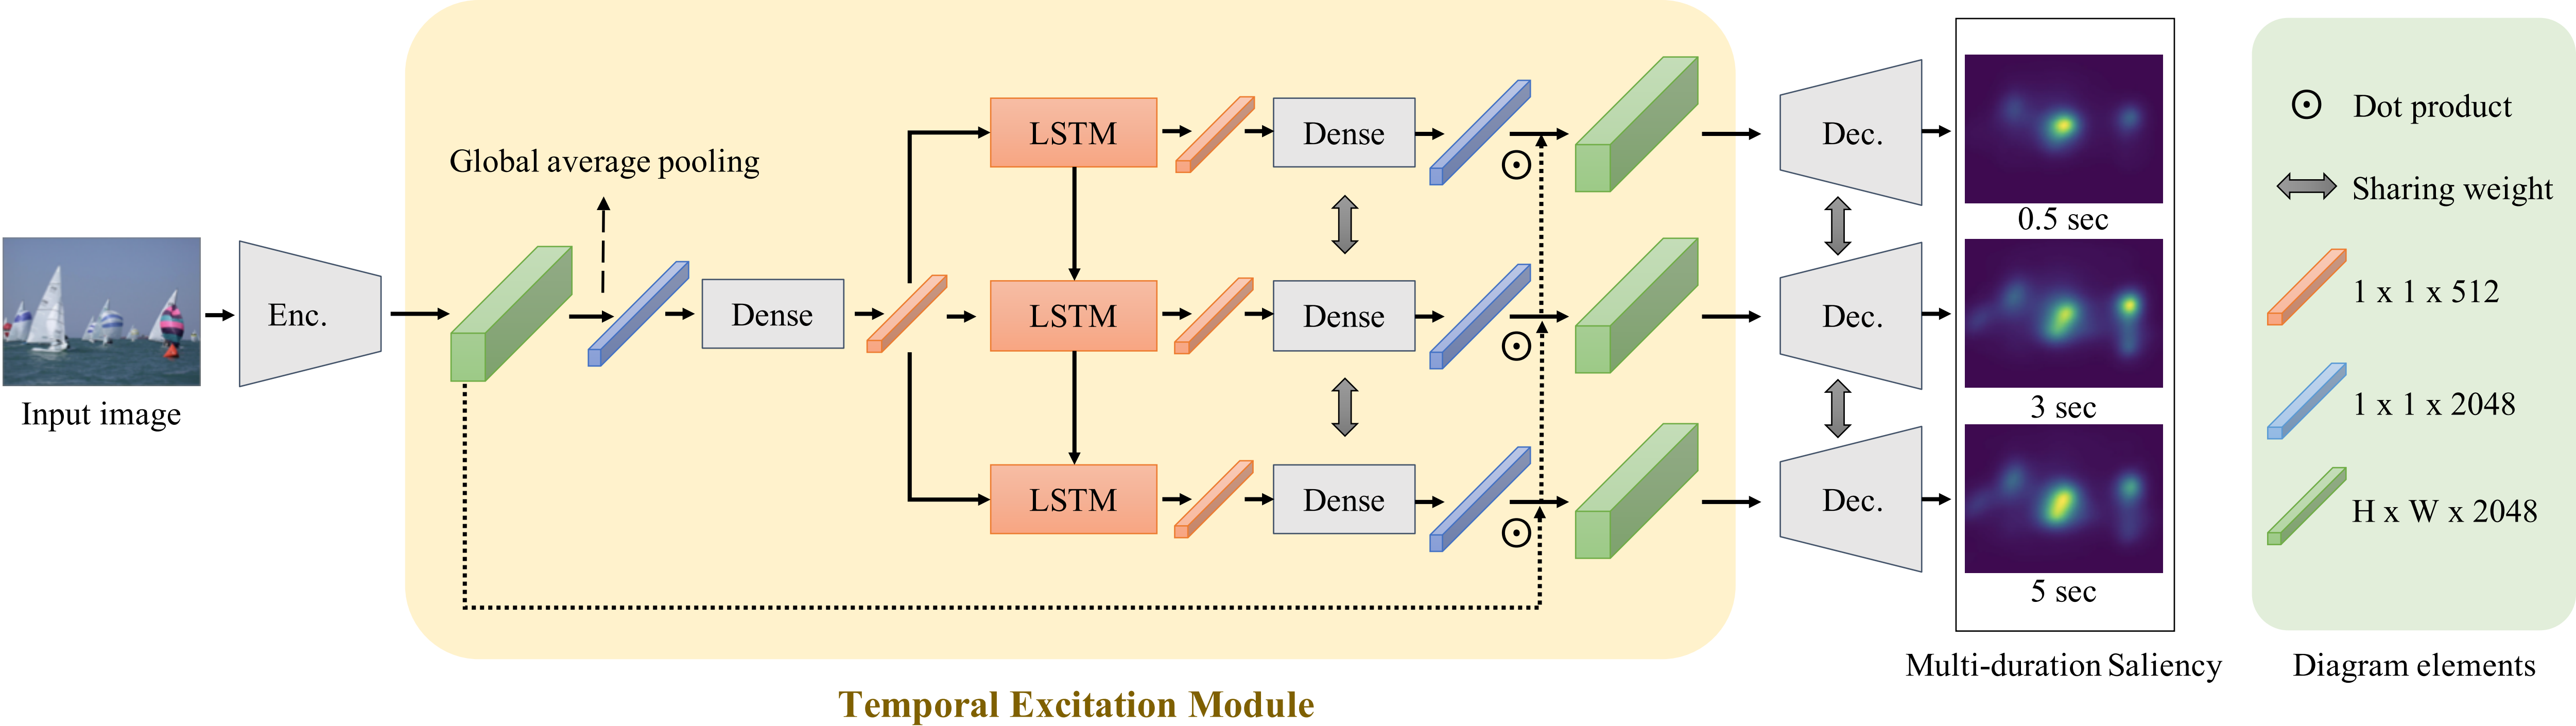 Input image
Enc.
Global average pooling
Dense
LSTM
LSTM
LSTM
Dense
Dense
Dense
Dec.
Dec.
Dec.
0.5 sec
3 sec
5 sec
Multi-duration Saliency
Temporal Excitation Module
Dot product
Sharing weight
1 x 1 x 512
1 x 1 x 2048
H x W x 2048
Diagram elements